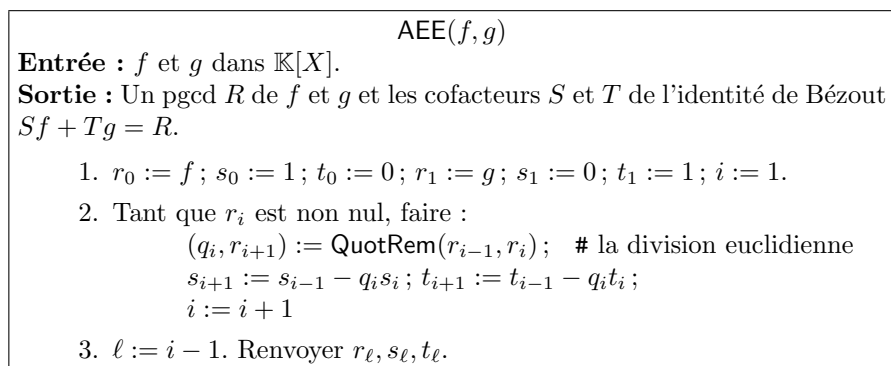 AEE(f, g)
Entrée : f et g dans 𝕂[X].
Sortie : Un pgcd R de f et g et les cofacteurs S et T de l'identité de Bézout
Sf + Tg = R.
1. r₀ := f ; s₀ := 1 ; t₀ := 0 ; r₁ := g ; s₁ := 0 ; t₁ := 1 ; i := 1.
2. Tant que rᵢ est non nul, faire :
(qᵢ, rᵢ₊₁) := QuotRem(rᵢ₋₁, rᵢ) ; # la division euclidienne
sᵢ₊₁ := sᵢ₋₁ − qᵢsᵢ ; tᵢ₊₁ := tᵢ₋₁ − qᵢtᵢ ;
i := i + 1
3. ℓ := i − 1. Renvoyer r_ℓ, s_ℓ, t_ℓ.